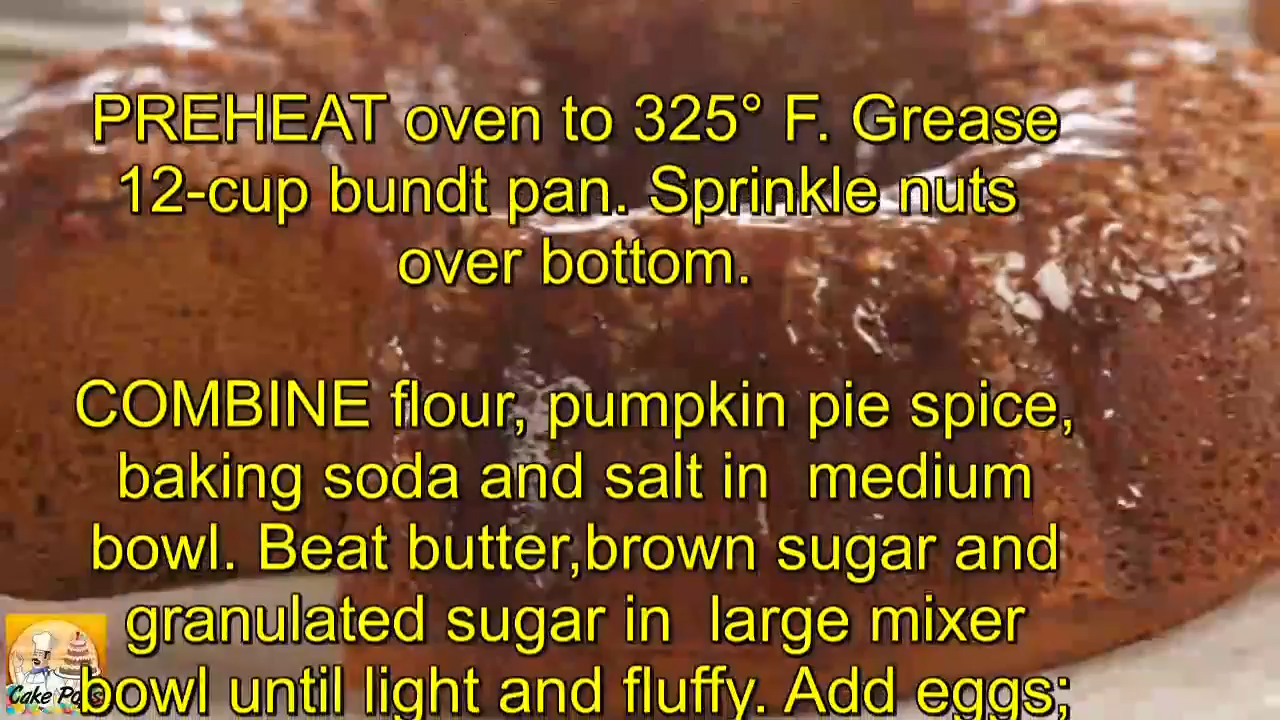 PREHEAT oven to 325° F. Grease
12-cup bundt pan. Sprinkle nuts
over bottom.
COMBINE flour, pumpkin pie spice,
baking soda and salt in  medium
bowl. Beat butter,brown sugar and
granulated sugar in  large mixer
bowl until light and fluffy. Add eggs;
Cake Pops